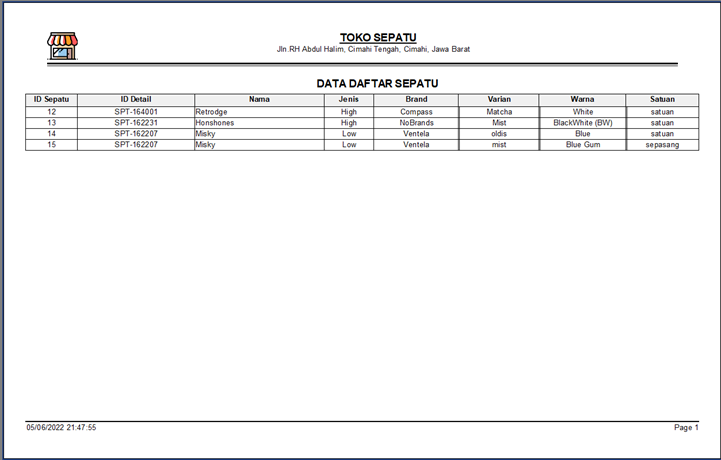 TOKO SEPATU
Jln.RH Abdul Halim, Cimahi Tengah, Cimahi, Jawa Barat
DATA DAFTAR SEPATU
ID Sepatu ID Detail Nama Jenis Brand Varian Warna Satuan
12 SPT-164001 Retrodge High Compass Matcha White satuan
13 SPT-162231 Honshones High NoBrands Mist BlackWhite (BW) satuan
14 SPT-162207 Misky Low Ventela oldis Blue satuan
15 SPT-162207 Misky Low Ventela mist Blue Gum sepasang
05/06/2022 21:47:55 Page 1